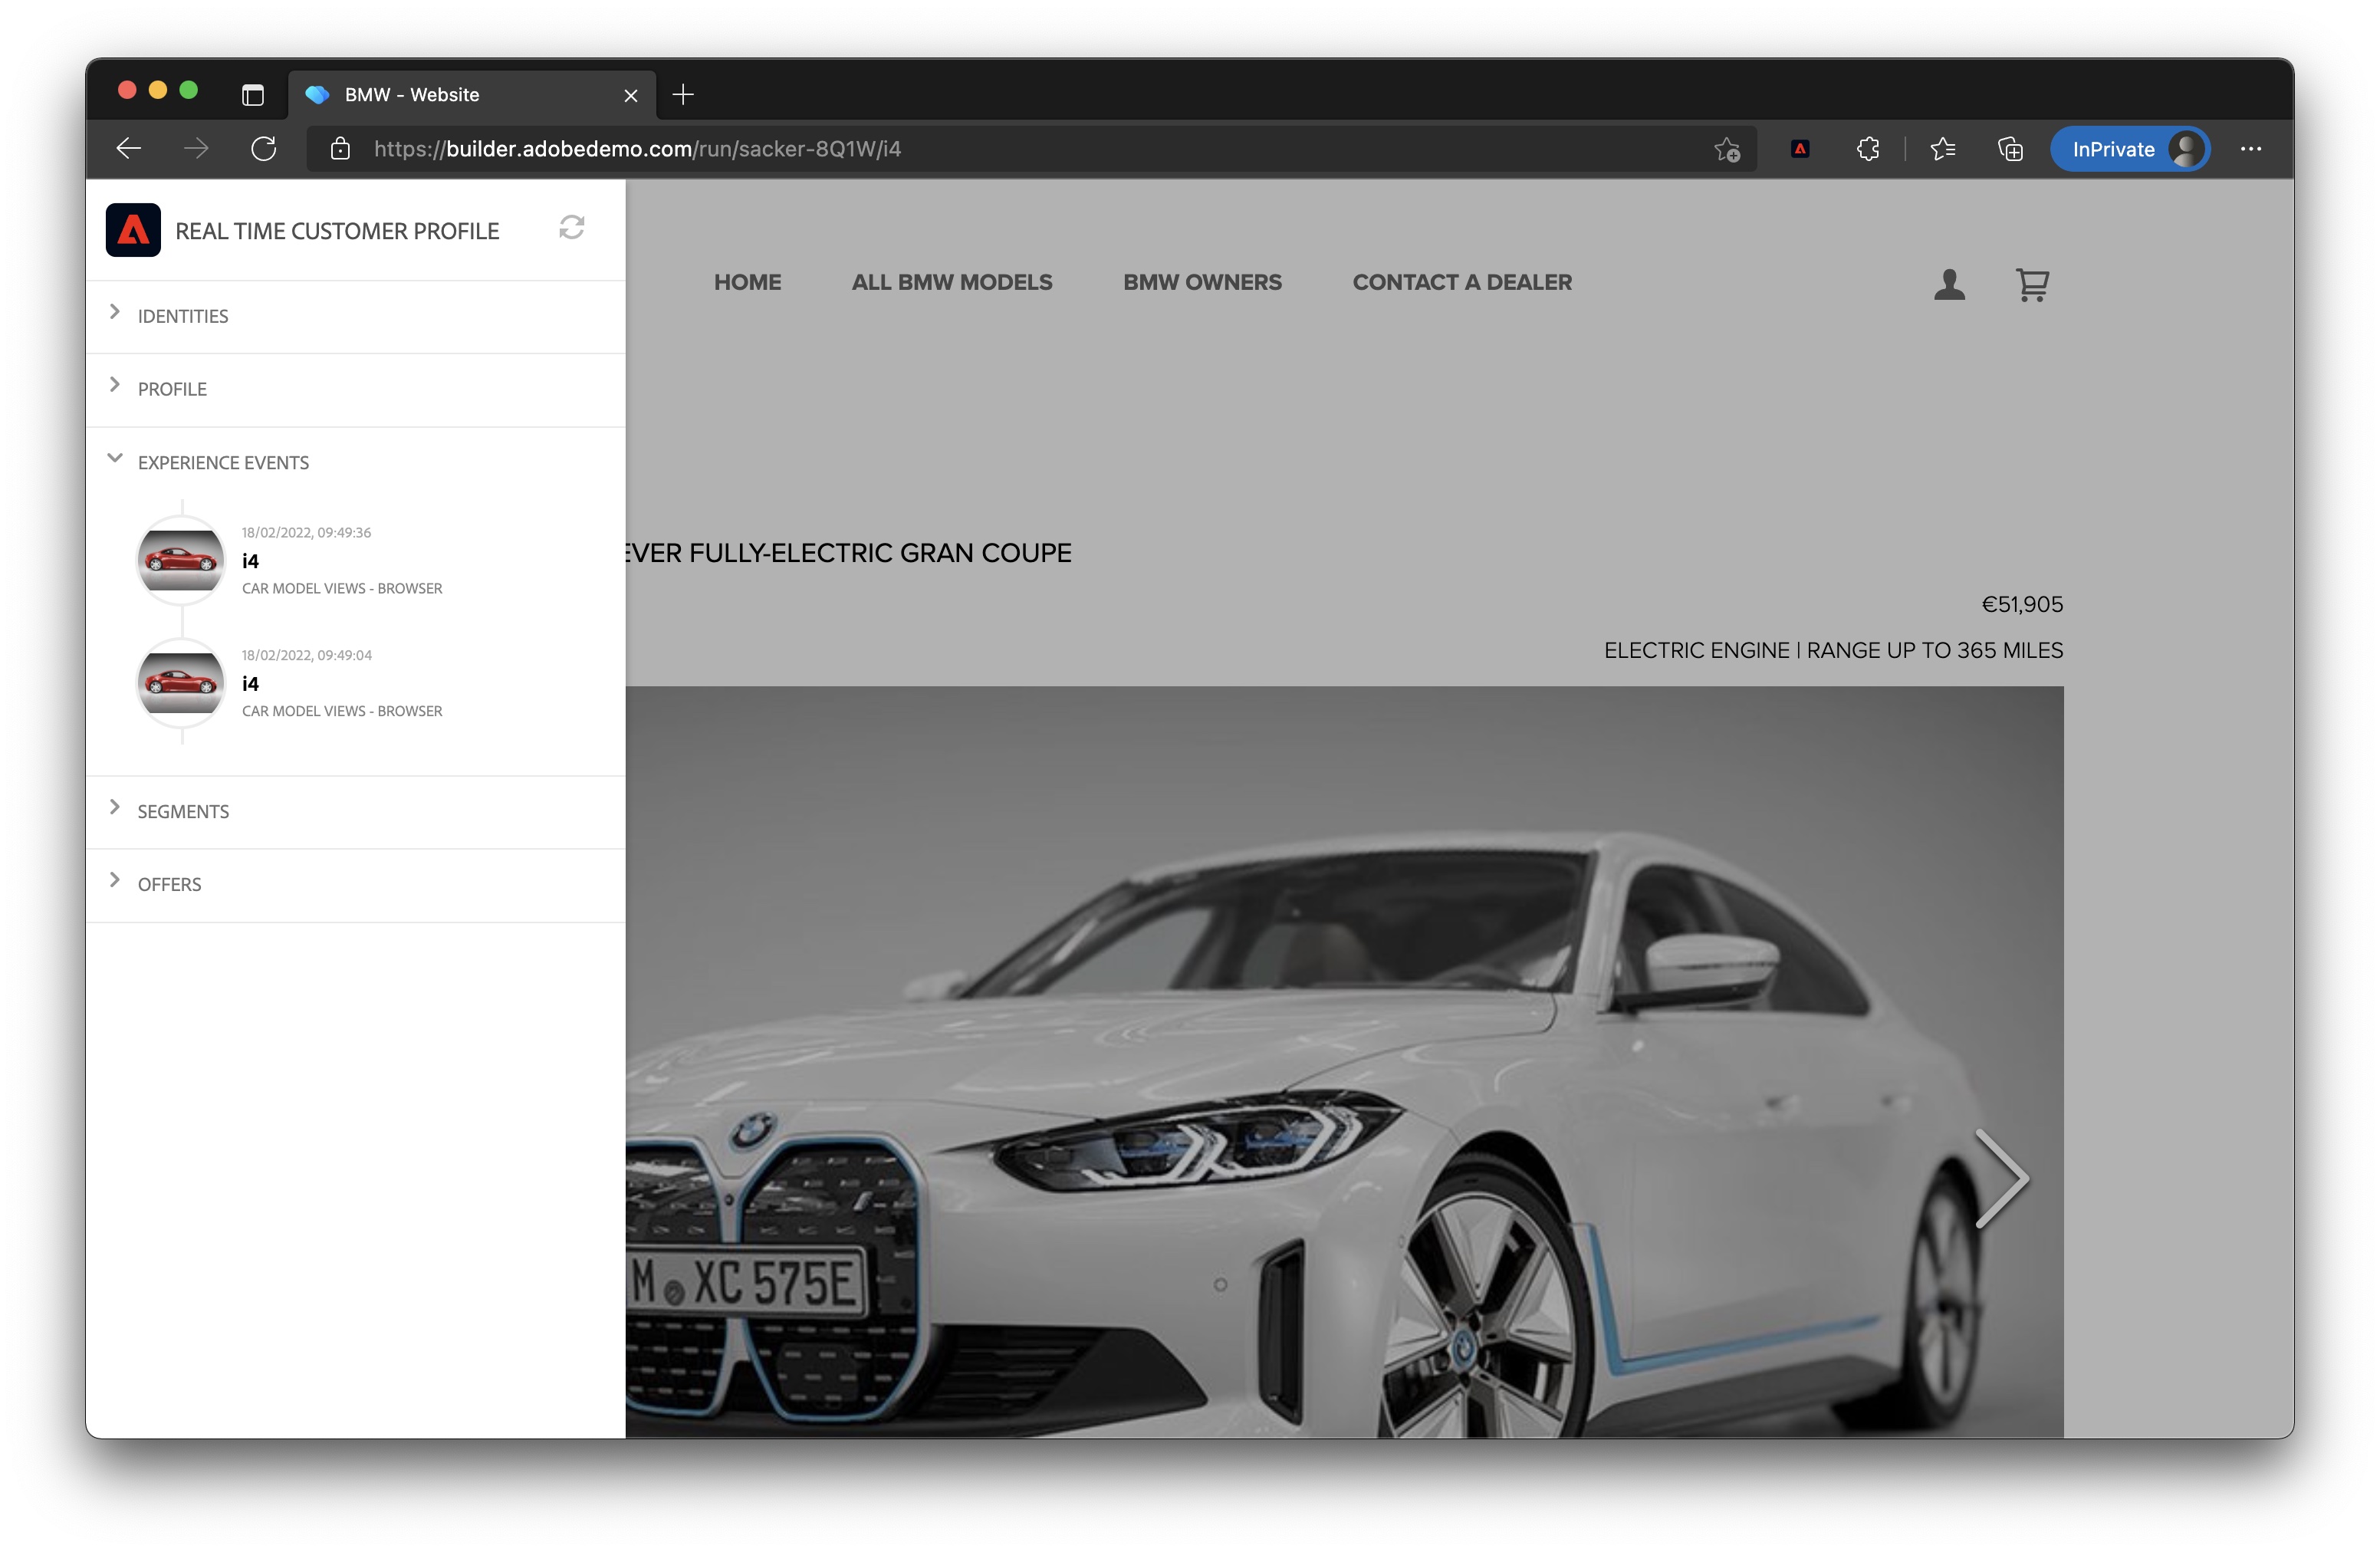 BMW - Website
https://builder.adobedemo.com/run/sacker-8Q1W/i4
InPrivate
REAL TIME CUSTOMER PROFILE
IDENTITIES
PROFILE
EXPERIENCE EVENTS
18/02/2022, 09:49:36
i4
CAR MODEL VIEWS - BROWSER
18/02/2022, 09:49:04
i4
CAR MODEL VIEWS - BROWSER
SEGMENTS
OFFERS
HOME
ALL BMW MODELS
BMW OWNERS
CONTACT A DEALER
EVER FULLY-ELECTRIC GRAN COUPE
€51,905
ELECTRIC ENGINE | RANGE UP TO 365 MILES
M XC 575E